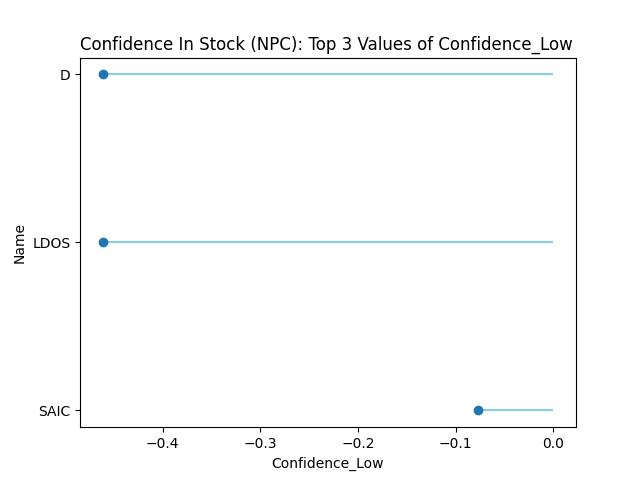 Confidence In Stock (NPC): Top 3 Values of Confidence_Low
D
LDOS
SAIC
Name
−0.4
−0.3
−0.2
−0.1
0.0
Confidence_Low